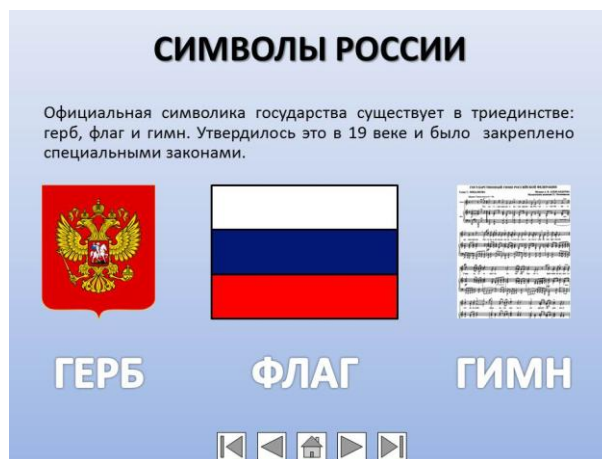 СИМВОЛЫ РОССИИ
Официальная символика государства существует в триединстве:
герб, флаг и гимн. Утвердилось это в 19 веке и было закреплено
специальными законами.
ГЕРБ
ФЛАГ
ГИМН